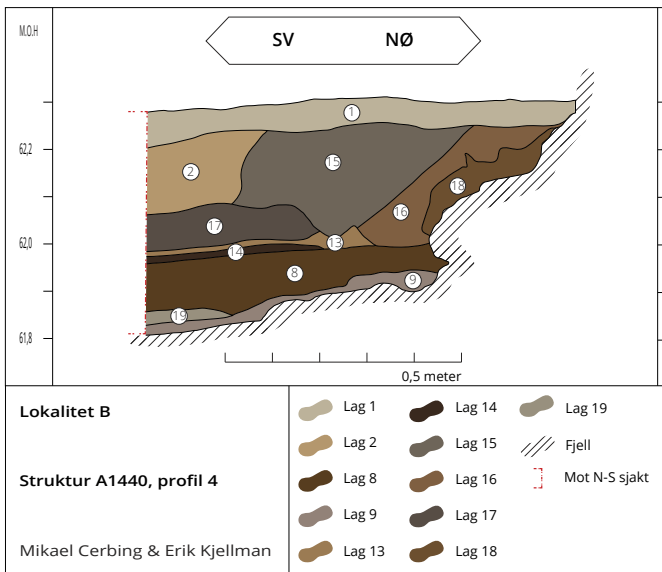 M.O.H
SV NØ
62,2
62,0
61,8
1
2
15
18
16
17
13
14
8
9
19
0,5 meter
Lokalitet B
Struktur A1440, profil 4
Mikael Cerbing & Erik Kjellman
Lag 1
Lag 2
Lag 8
Lag 9
Lag 13
Lag 14
Lag 15
Lag 16
Lag 17
Lag 18
Lag 19
Fjell
Mot N-S sjakt